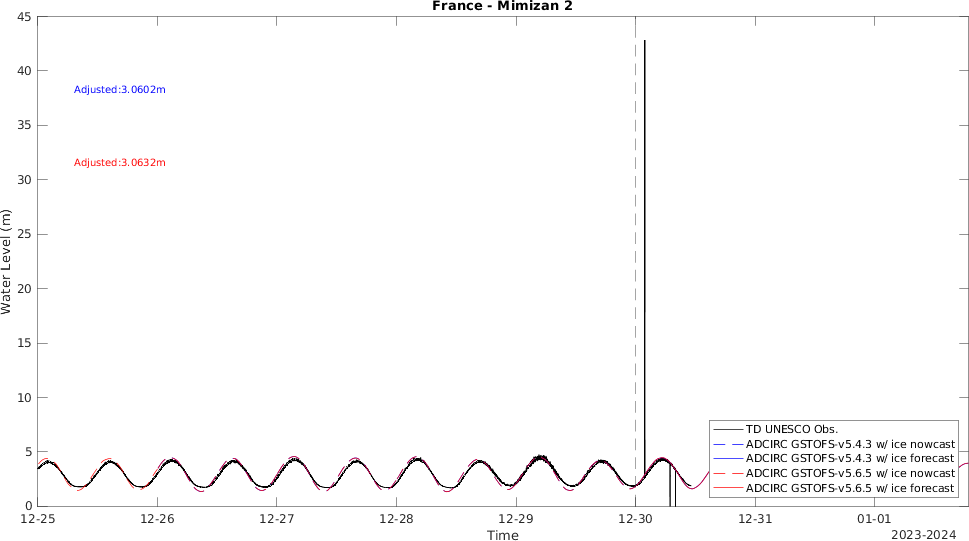 France - Mimizan 2
45
40
35
30
25
20
15
10
5
0
Water Level (m)
Adjusted:3.0602m
Adjusted:3.0632m
TD UNESCO Obs.
ADCIRC GSTOFS-v5.4.3 w/ ice nowcast
ADCIRC GSTOFS-v5.4.3 w/ ice forecast
ADCIRC GSTOFS-v5.6.5 w/ ice nowcast
ADCIRC GSTOFS-v5.6.5 w/ ice forecast
12-25 12-26 12-27 12-28 12-29 12-30 12-31 01-01
Time
2023-2024